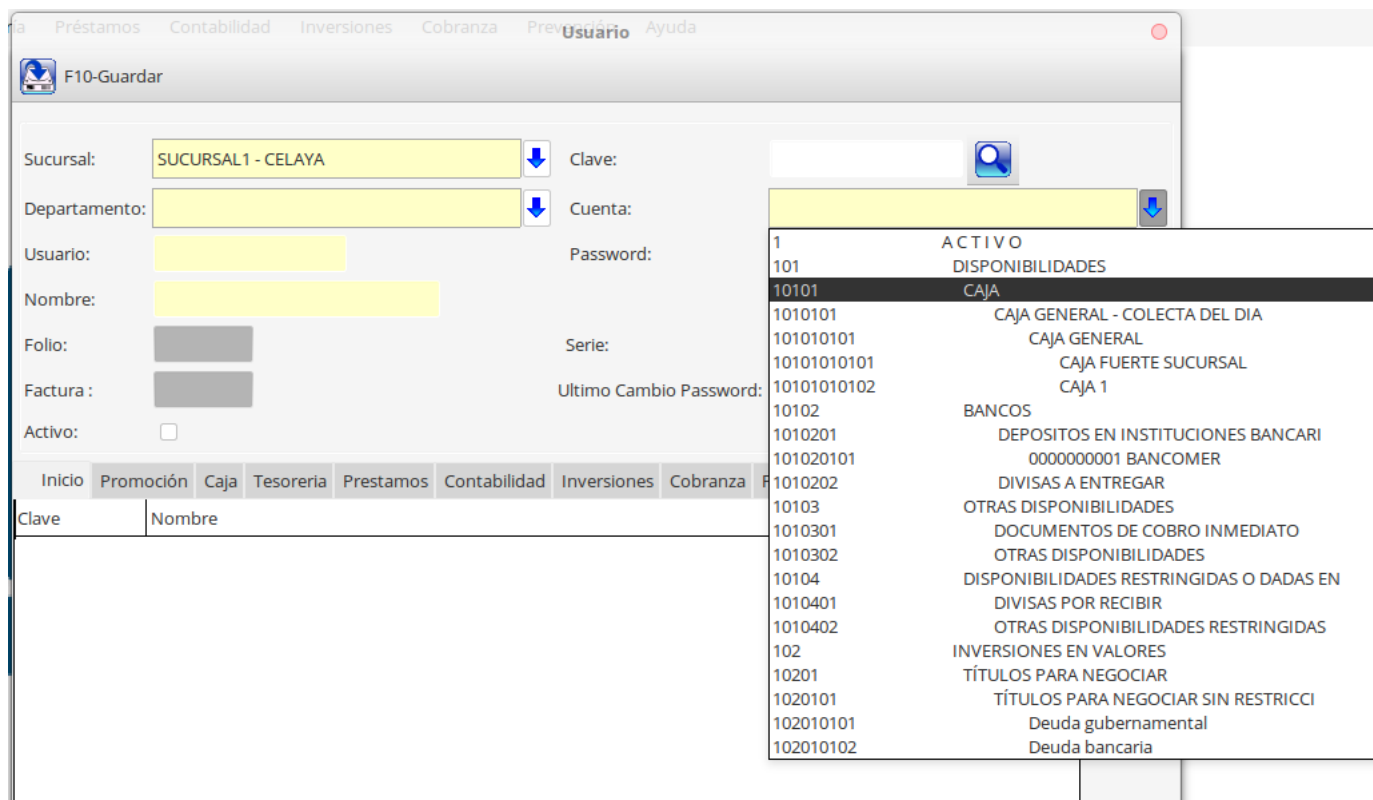 ía Préstamos Contabilidad Inversiones Cobranza Prevención Ayuda
Usuario
F10-Guardar
Sucursal: SUCURSAL1 - CELAYA Clave:
Departamento: Cuenta:
Usuario: Password:
Nombre:
Folio: Serie:
Factura : Ultimo Cambio Password:
Activo:
1 A C T I V O
101 DISPONIBILIDADES
10101 CAJA
1010101 CAJA GENERAL - COLECTA DEL DIA
101010101 CAJA GENERAL
10101010101 CAJA FUERTE SUCURSAL
10101010102 CAJA 1
10102 BANCOS
1010201 DEPOSITOS EN INSTITUCIONES BANCARI
101020101 0000000001 BANCOMER
1010202 DIVISAS A ENTREGAR
10103 OTRAS DISPONIBILIDADES
1010301 DOCUMENTOS DE COBRO INMEDIATO
1010302 OTRAS DISPONIBILIDADES
10104 DISPONIBILIDADES RESTRINGIDAS O DADAS EN
1010401 DIVISAS POR RECIBIR
1010402 OTRAS DISPONIBILIDADES RESTRINGIDAS
102 INVERSIONES EN VALORES
10201 TÍTULOS PARA NEGOCIAR
1020101 TÍTULOS PARA NEGOCIAR SIN RESTRICCI
102010101 Deuda gubernamental
102010102 Deuda bancaria
Inicio Promoción Caja Tesoreria Prestamos Contabilidad Inversiones Cobranza
Clave Nombre